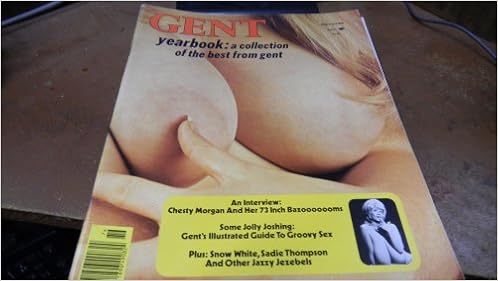 GENT
yearbook: a collection
of the best from gent
An Interview:
Chesty Morgan And Her 73 Inch Bazooooooms
Some Jolly Joshing:
Gent's Illustrated Guide To Groovy Sex
Plus: Snow White, Sadie Thompson
And Other Jazzy Jezebels